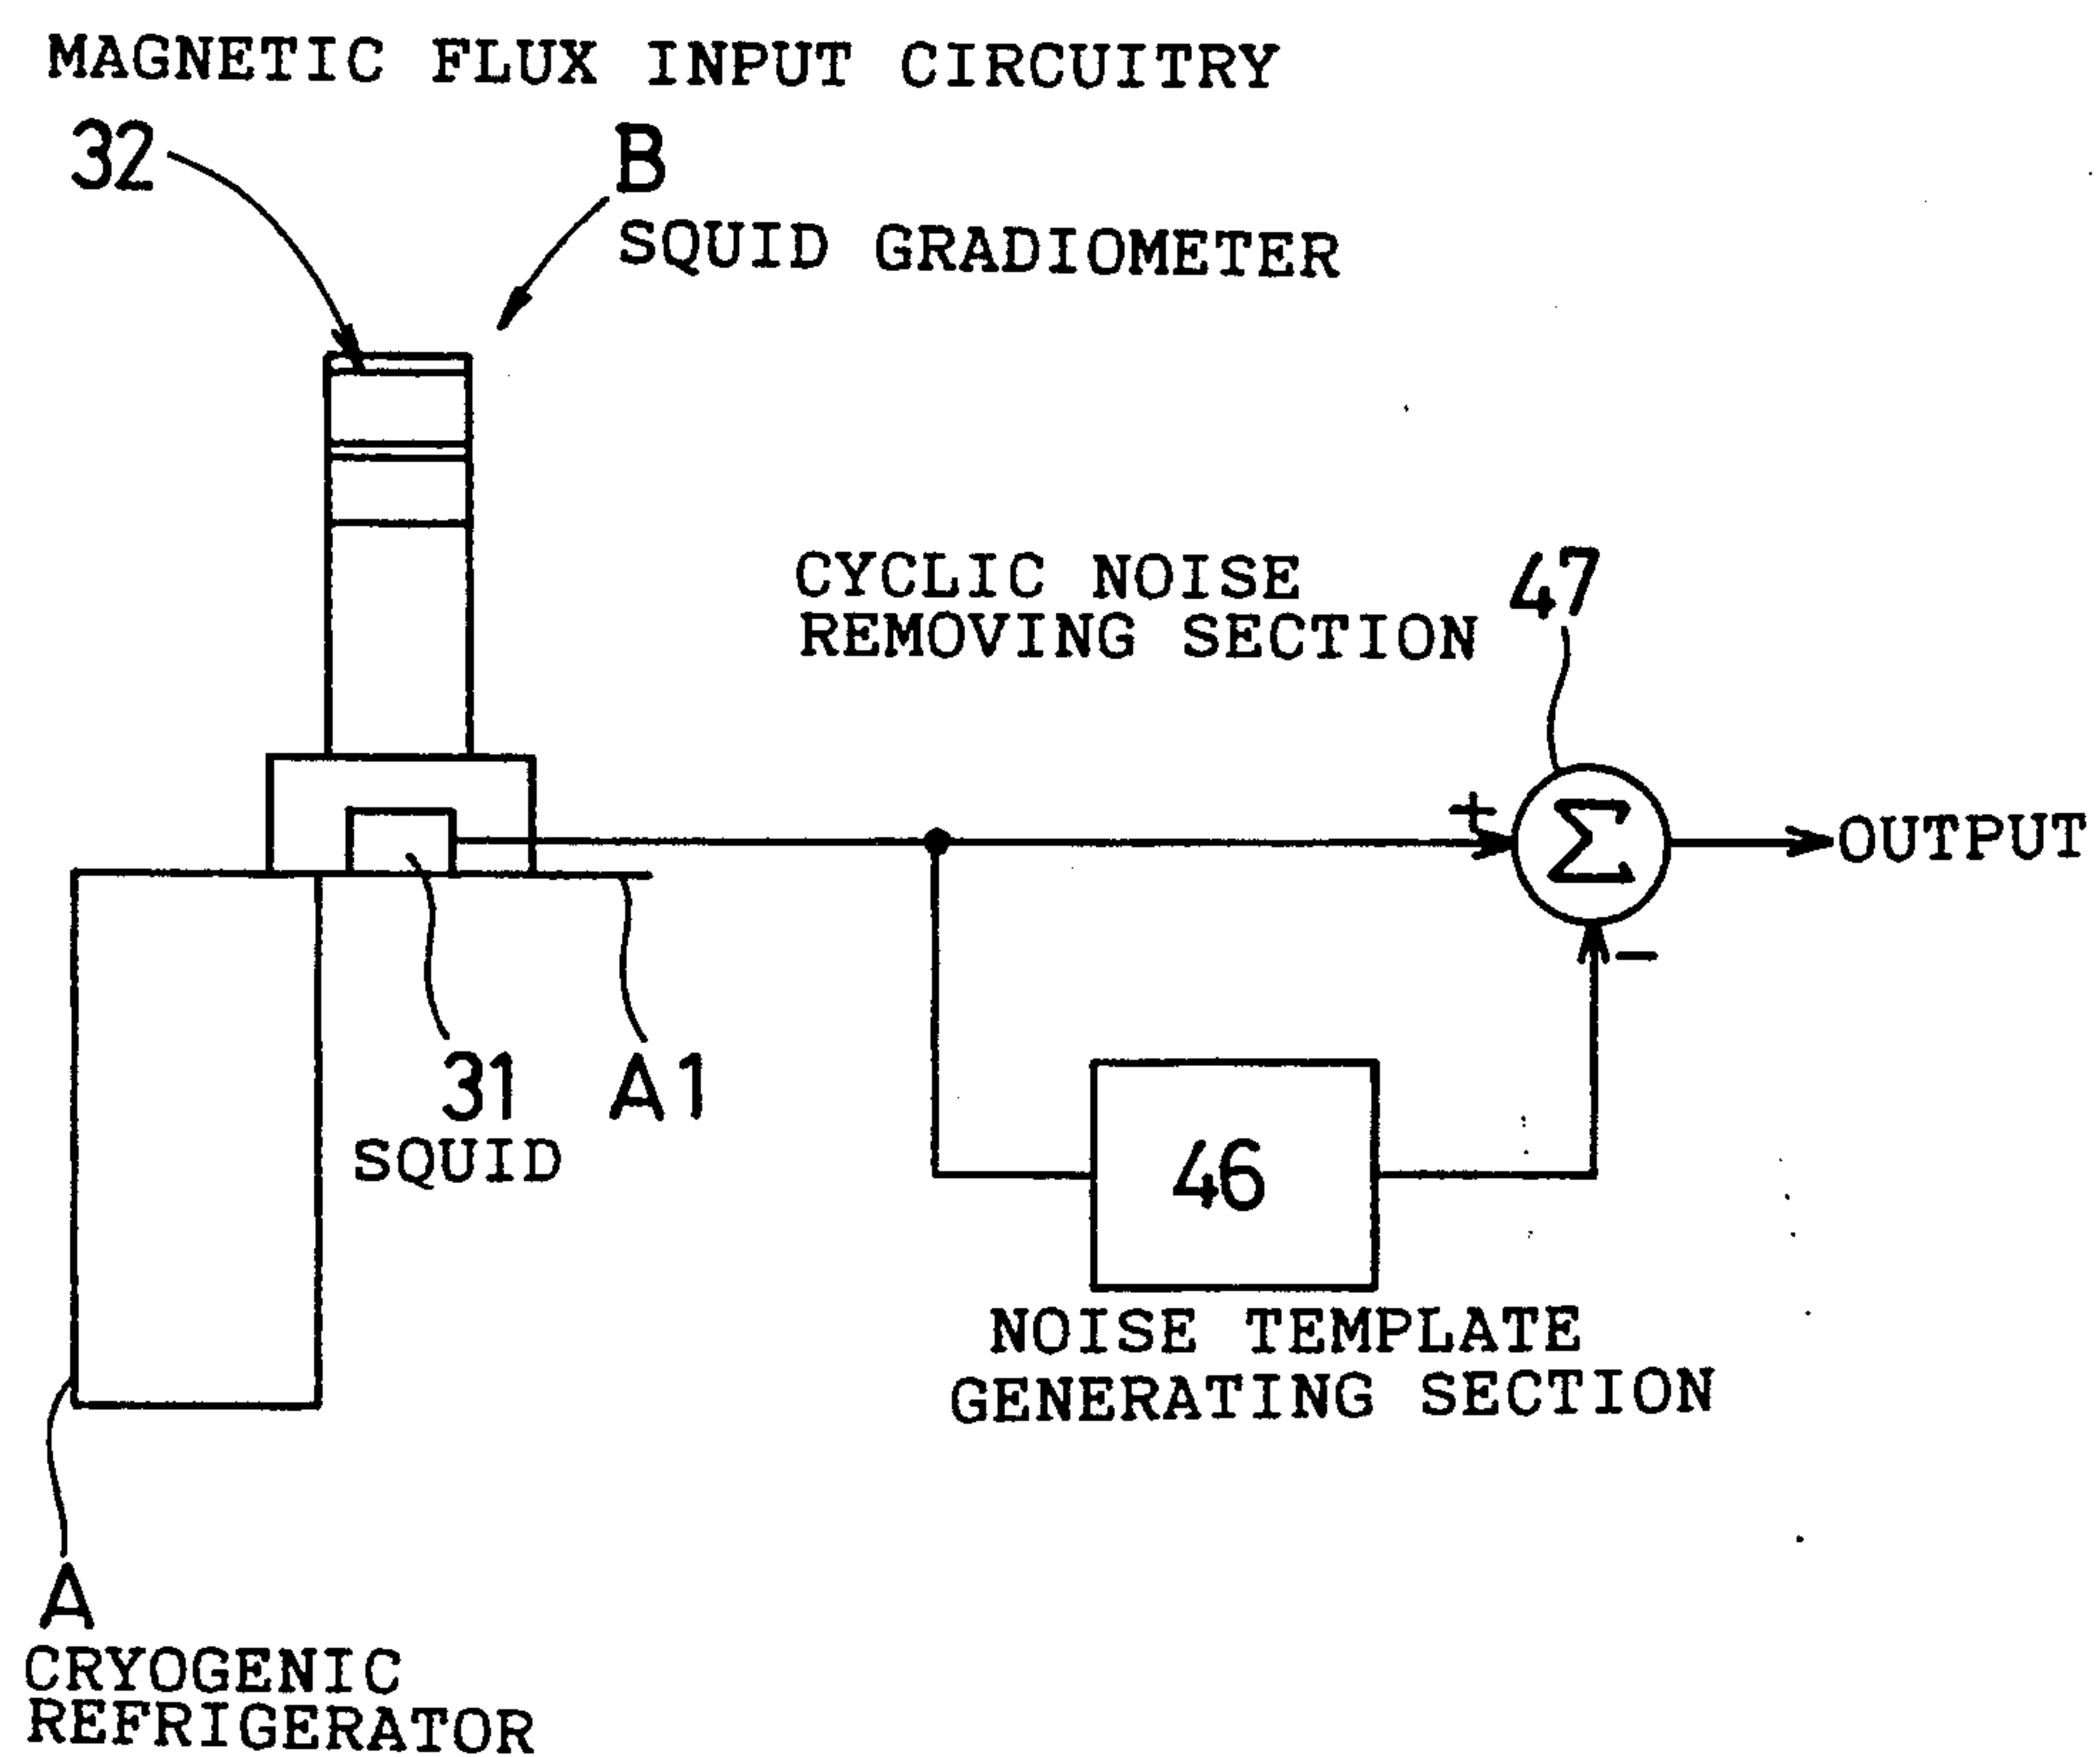 MAGNETIC FLUX INPUT CIRCUITRY
32
B
SQUID GRADIOMETER
CYCLIC NOISE
REMOVING SECTION
47
+
Σ
OUTPUT
−
31
SQUID
A1
46
NOISE TEMPLATE
GENERATING SECTION
A
CRYOGENIC
REFRIGERATOR